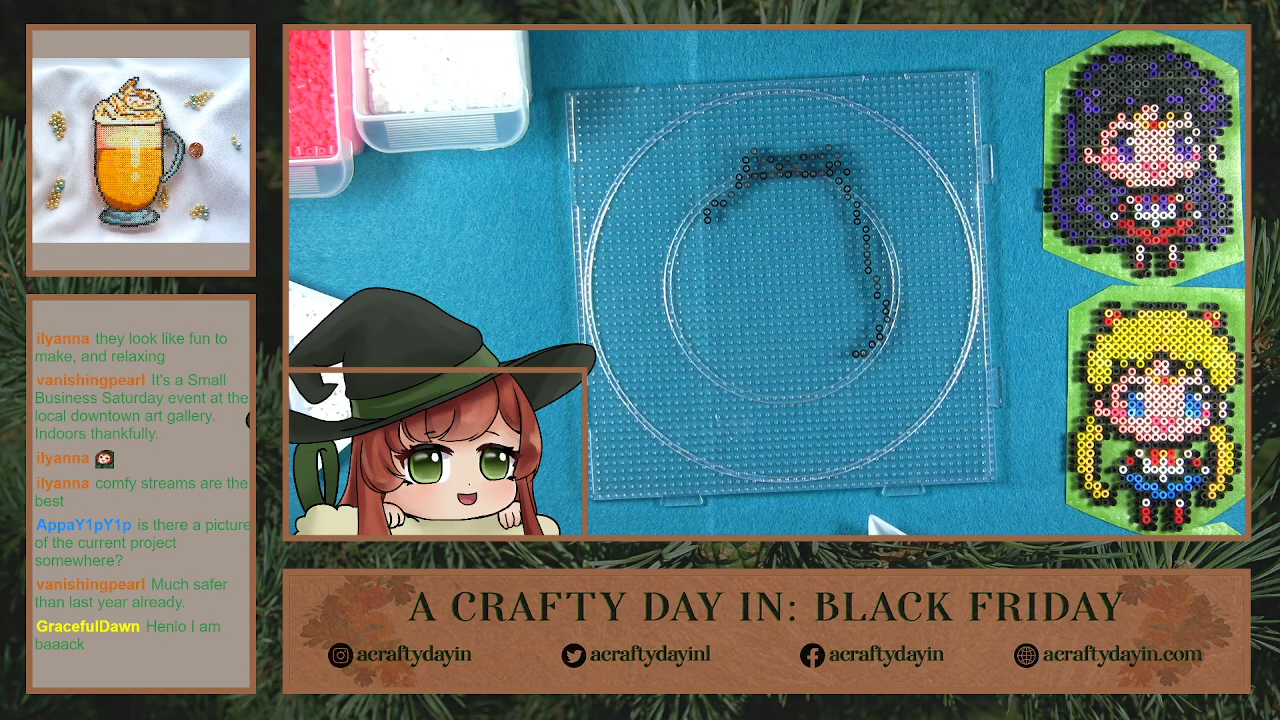 ilyanna they look like fun to
make, and relaxing
vanishingpearl It's a Small
Business Saturday event at the
local downtown art gallery.
Indoors thankfully.
ilyanna
ilyanna comfy streams are the
best
AppaY1pY1p is there a picture
of the current project
somewhere?
vanishingpearl Much safer
than last year already.
GracefulDawn Henlo I am
baaack
A CRAFTY DAY IN: BLACK FRIDAY
acraftydayin
acraftydayin1
acraftydayin
acraftydayin.com